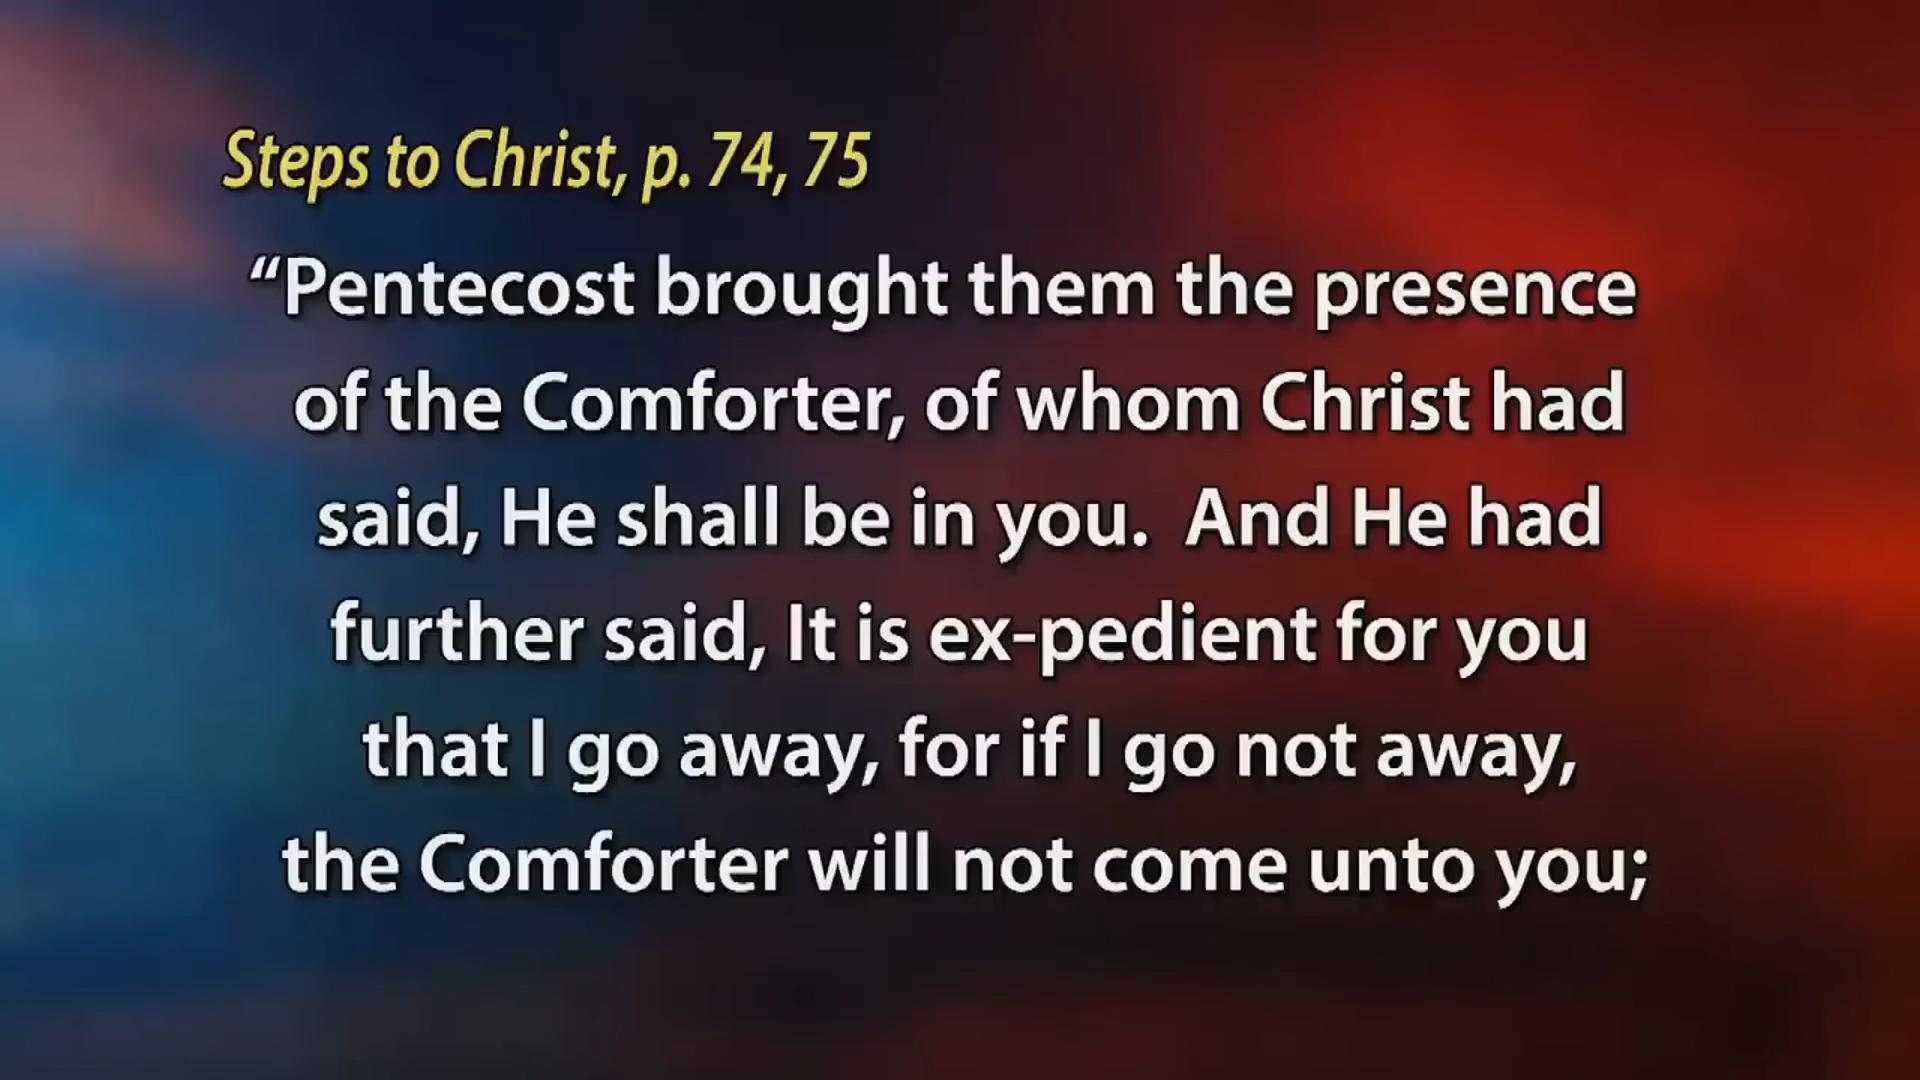 Steps to Christ, p. 74, 75
“Pentecost brought them the presence
of the Comforter, of whom Christ had
said, He shall be in you.  And He had
further said, It is ex-pedient for you
that I go away, for if I go not away,
the Comforter will not come unto you;